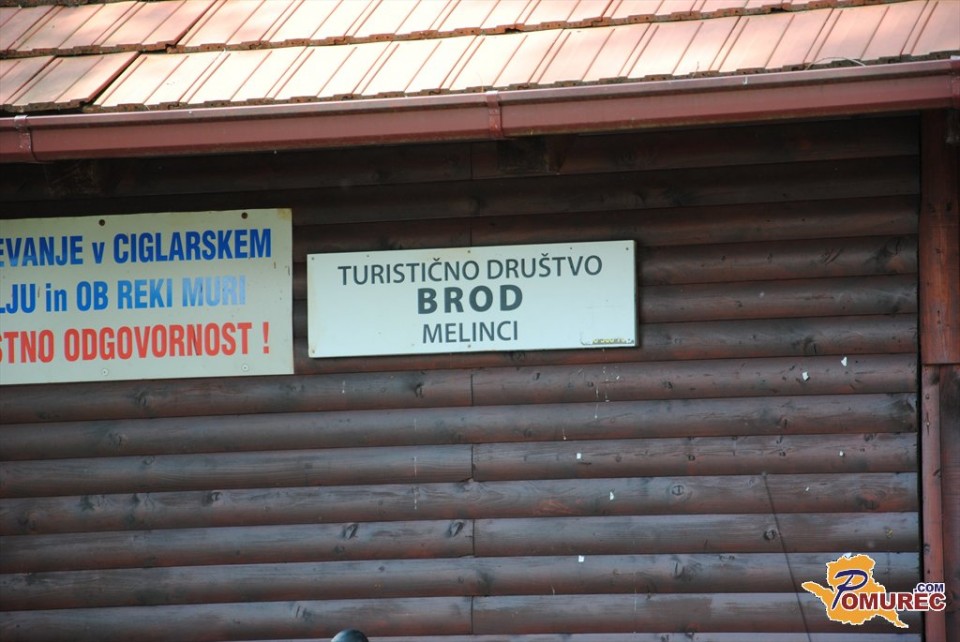 EVANJE v CIGLARSKEM
LJU in OB REKI MURI
STNO ODGOVORNOST !
TURISTIČNO DRUŠTVO
BROD
MELINCI
POMUREC.COM